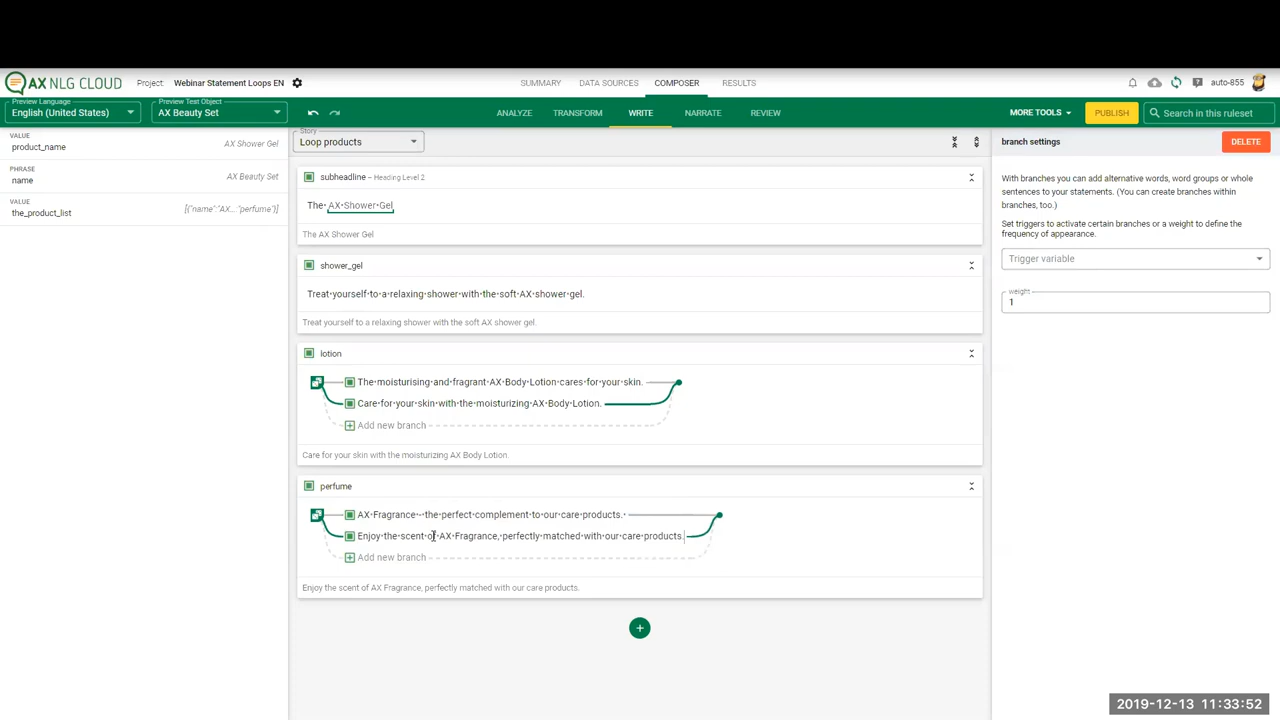 AX NLG CLOUD
Project: Webinar Statement Loops EN
SUMMARY DATA SOURCES COMPOSER RESULTS
auto-855
Preview Language
English (United States)
Preview Test Object
AX Beauty Set
ANALYZE TRANSFORM WRITE NARRATE REVIEW
MORE TOOLS
PUBLISH
Search in this ruleset
VALUE
product_name AX Shower Gel
PHRASE
name AX Beauty Set
VALUE
the_product_list [{"name":"AX... "perfume"}]
Story
Loop products
subheadline – Heading Level 2
The·AX·Shower·Gel
The AX Shower Gel
shower_gel
Treat·yourself·to·a·relaxing·shower·with·the·soft·AX·shower·gel.
Treat yourself to a relaxing shower with the soft AX shower gel.
lotion
The·moisturising·and·fragrant·AX·Body·Lotion·cares·for·your·skin.
Care·for·your·skin·with·the·moisturizing·AX·Body·Lotion.
Add new branch
Care for your skin with the moisturizing AX Body Lotion.
perfume
AX·Fragrance·-·the·perfect·complement·to·our·care·products.·
Enjoy·the·scent·of·AX·Fragrance,·perfectly·matched·with·our·care·products.
Add new branch
Enjoy the scent of AX Fragrance, perfectly matched with our care products.
branch settings
DELETE
With branches you can add alternative words, word groups or whole
sentences to your statements. (You can create branches within
branches, too.)
Set triggers to activate certain branches or a weight to define the
frequency of appearance.
Trigger variable
weight
1
2019-12-13 11:33:52